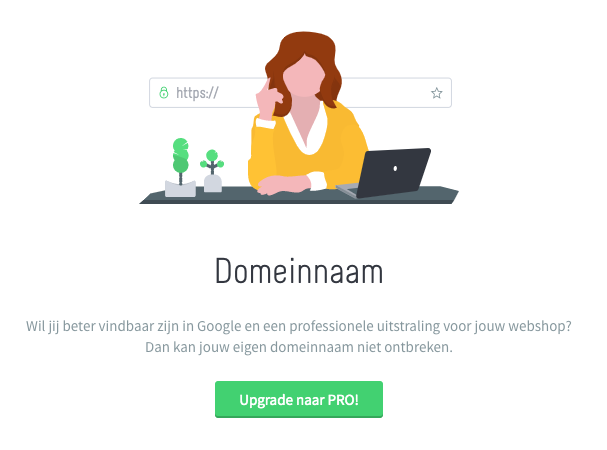 https://
Domeinnaam
Wil jij beter vindbaar zijn in Google en een professionele uitstraling voor jouw webshop?
Dan kan jouw eigen domeinnaam niet ontbreken.
Upgrade naar PRO!